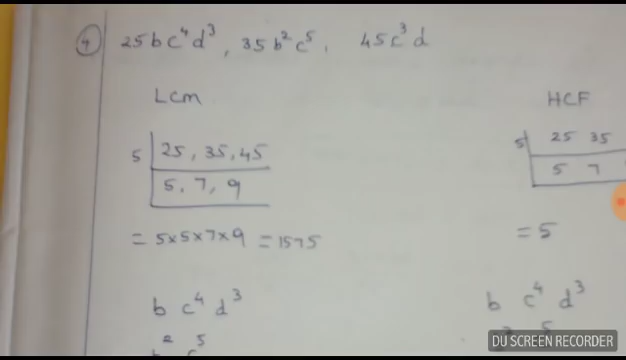 4 25bc⁴d³, 35b²c⁵, 45c³d
Lcm HCF
5 25, 35, 45 5 25 35
5, 7, 9 5 7
= 5×5×7×9 = 1575 = 5
b c⁴ d³ b c⁴ d³
DU SCREEN RECORDER